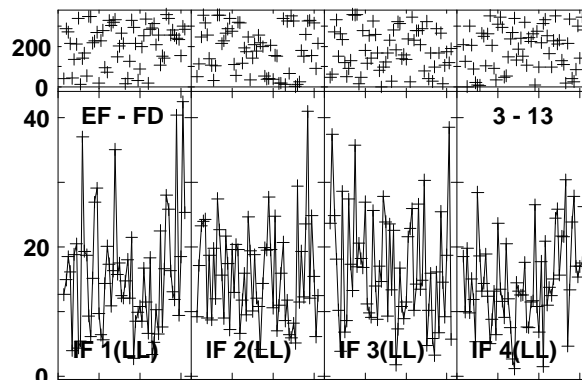 200
0
40
EF - FD
3 - 13
20
IF 1(LL)
IF 2(LL)
IF 3(LL)
IF 4(LL)
0